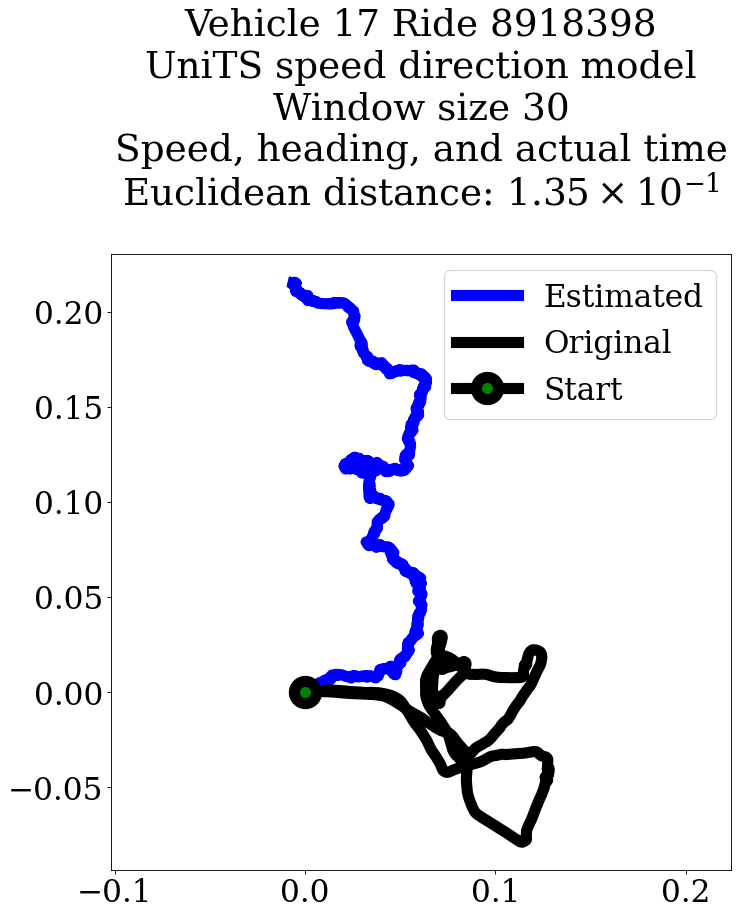 Vehicle 17 Ride 8918398
UniTS speed direction model
Window size 30
Speed, heading, and actual time
Euclidean distance: 1.35 × 10⁻¹
Estimated
Original
Start
0.20
0.15
0.10
0.05
0.00
−0.05
−0.1 0.0 0.1 0.2